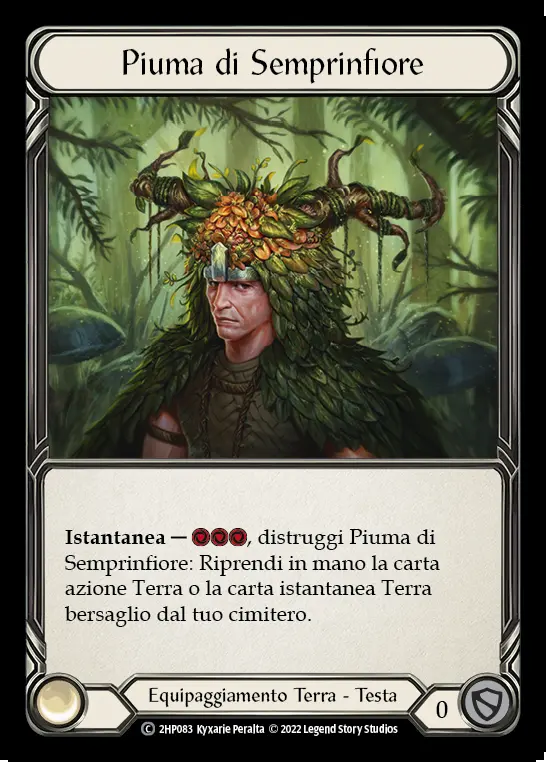 Piuma di Semprinfiore
Istantanea — , distruggi Piuma di
Semprinfiore: Riprendi in mano la carta
azione Terra o la carta istantanea Terra
bersaglio dal tuo cimitero.
Equipaggiamento Terra - Testa
0
C 2HP083 Kyxarie Peralta © 2022 Legend Story Studios